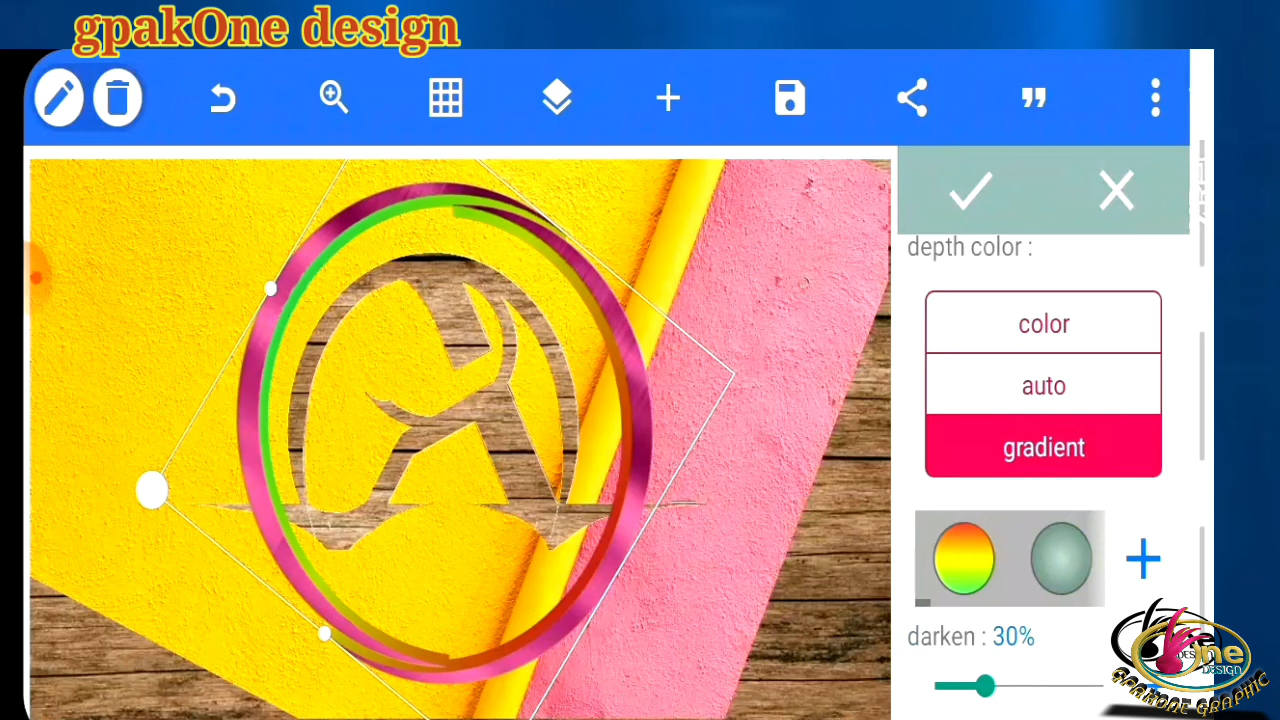 gpakOne design
depth color :
color
auto
gradient
darken : 30%
One
DESIGN
GPAKONE GRAPHIC